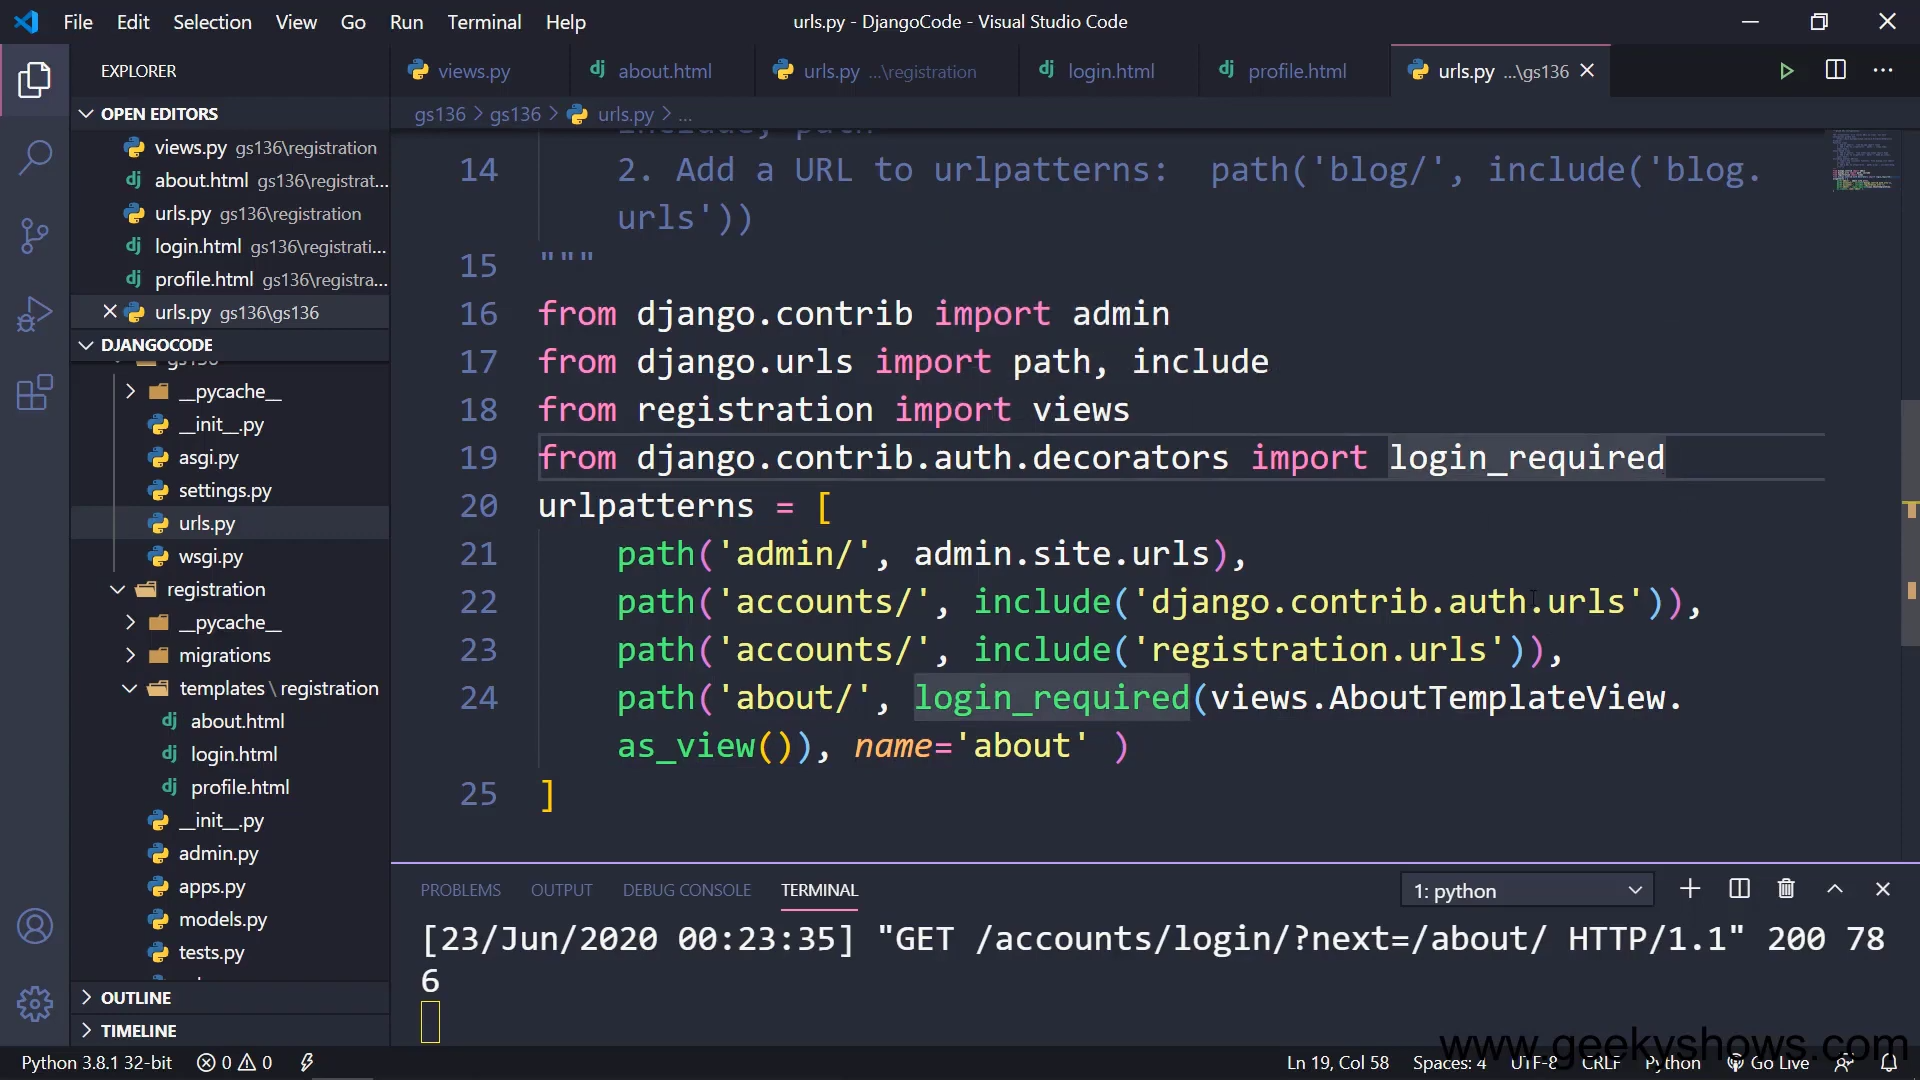 File Edit Selection View Go Run Terminal Help
urls.py - DjangoCode - Visual Studio Code
EXPLORER
OPEN EDITORS
views.py gs136\registration
about.html gs136\registrat...
urls.py gs136\registration
login.html gs136\registrati...
profile.html gs136\registra...
urls.py gs136\gs136
DJANGOCODE
gs136
__pycache__
__init__.py
asgi.py
settings.py
urls.py
wsgi.py
registration
__pycache__
migrations
templates\registration
about.html
login.html
profile.html
__init__.py
admin.py
apps.py
models.py
tests.py
OUTLINE
TIMELINE
views.py about.html urls.py ...\registration login.html profile.html urls.py ...\gs136
gs136 > gs136 > urls.py > ...
include, path
14 2. Add a URL to urlpatterns:  path('blog/', include('blog.
urls'))
15 """
16 from django.contrib import admin
17 from django.urls import path, include
18 from registration import views
19 from django.contrib.auth.decorators import login_required
20 urlpatterns = [
21 path('admin/', admin.site.urls),
22 path('accounts/', include('django.contrib.auth.urls')),
23 path('accounts/', include('registration.urls')),
24 path('about/', login_required(views.AboutTemplateView.
as_view()), name='about' )
25 ]
PROBLEMS OUTPUT DEBUG CONSOLE TERMINAL
1: python
[23/Jun/2020 00:23:35] "GET /accounts/login/?next=/about/ HTTP/1.1" 200 78
6
www.geekyshows.com
Python 3.8.1 32-bit 0 0 Ln 19, Col 58 Spaces: 4 UTF-8 CRLF Python Go Live